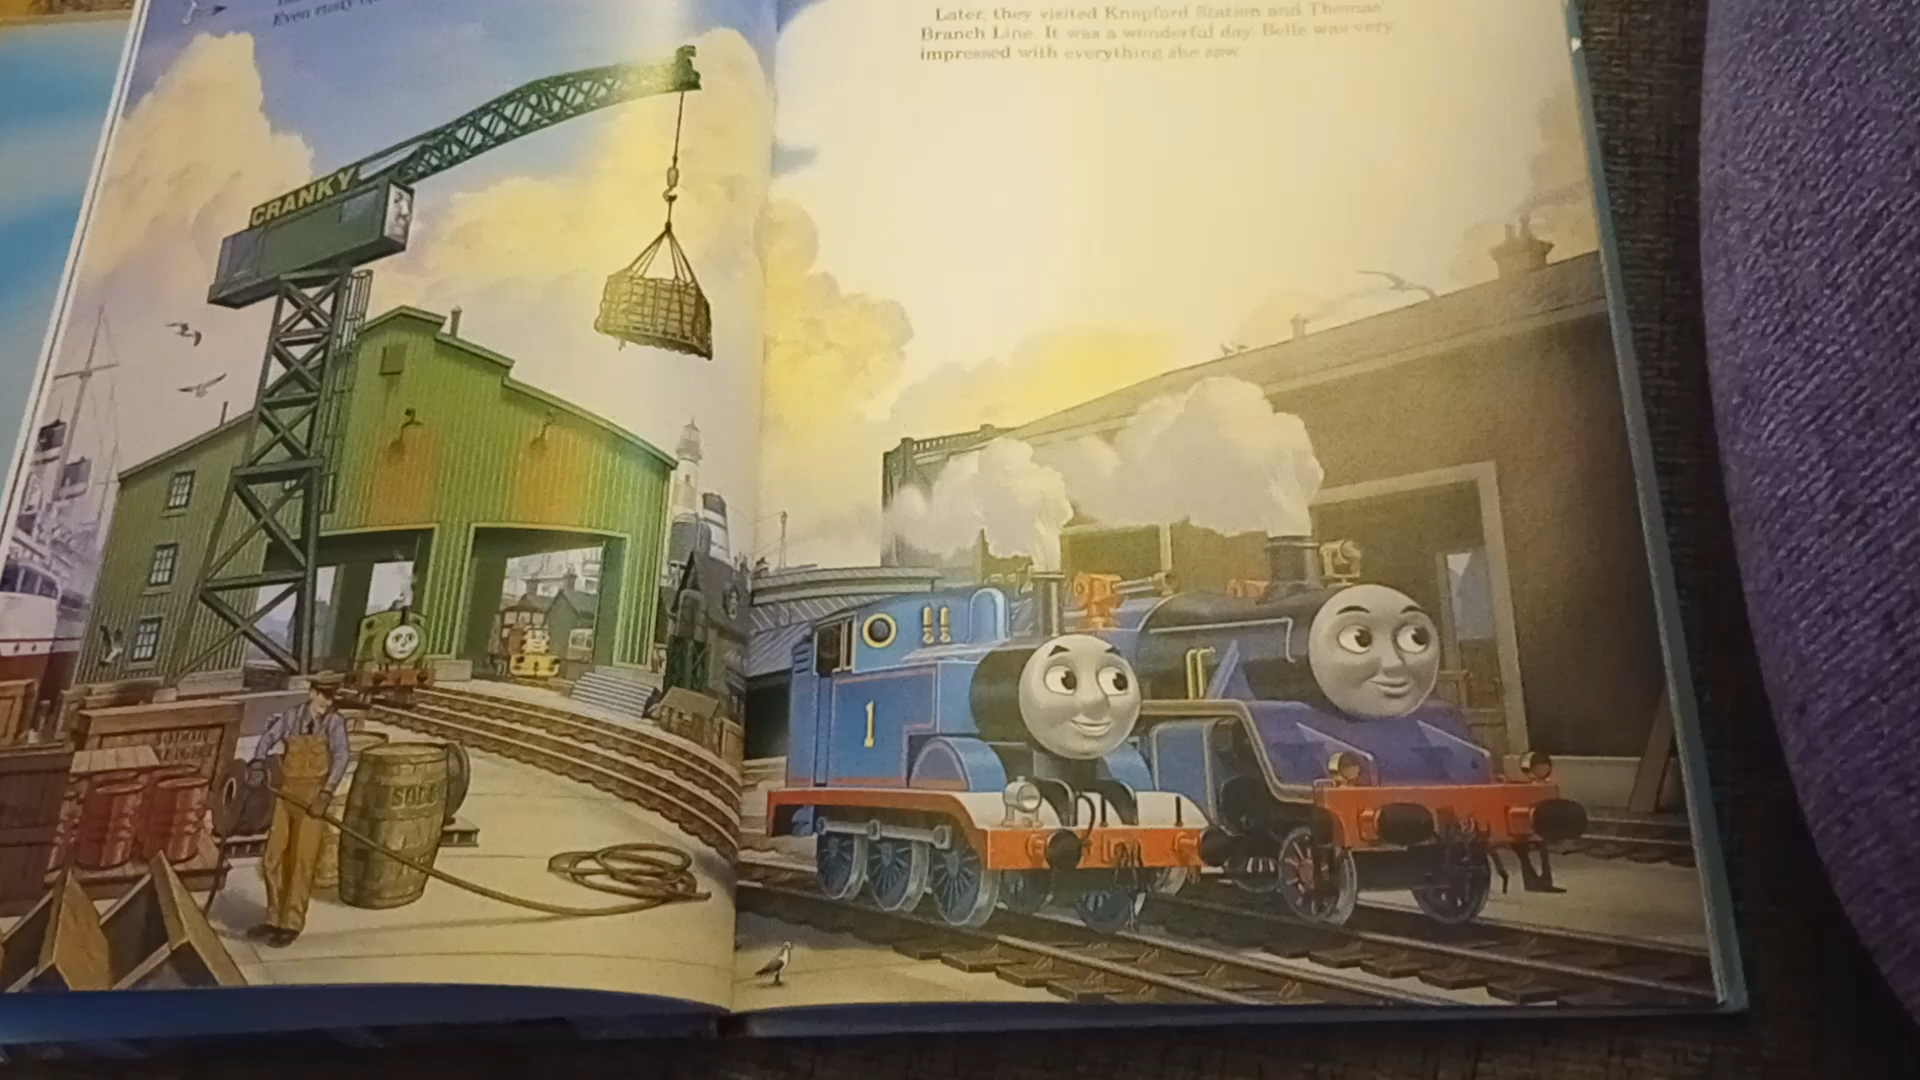 Even rusty
Later, they visited Knapford Station and Thomas'
Branch Line. It was a wonderful day. Belle was very
impressed with everything she saw.
CRANKY
1